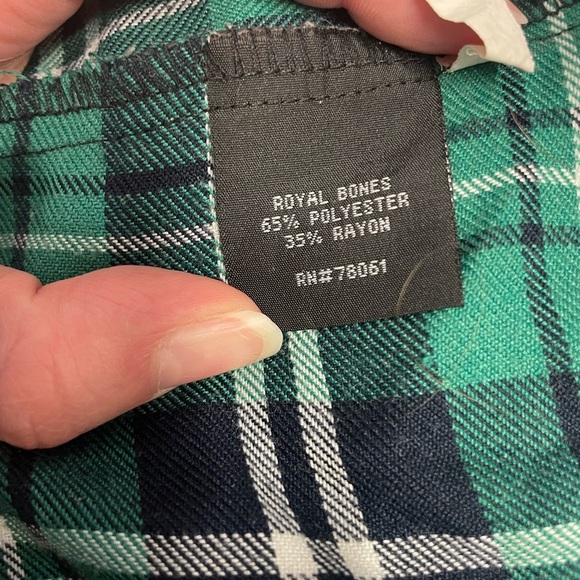 ROYAL BONES
65% POLYESTER
35% RAYON
RN#78061